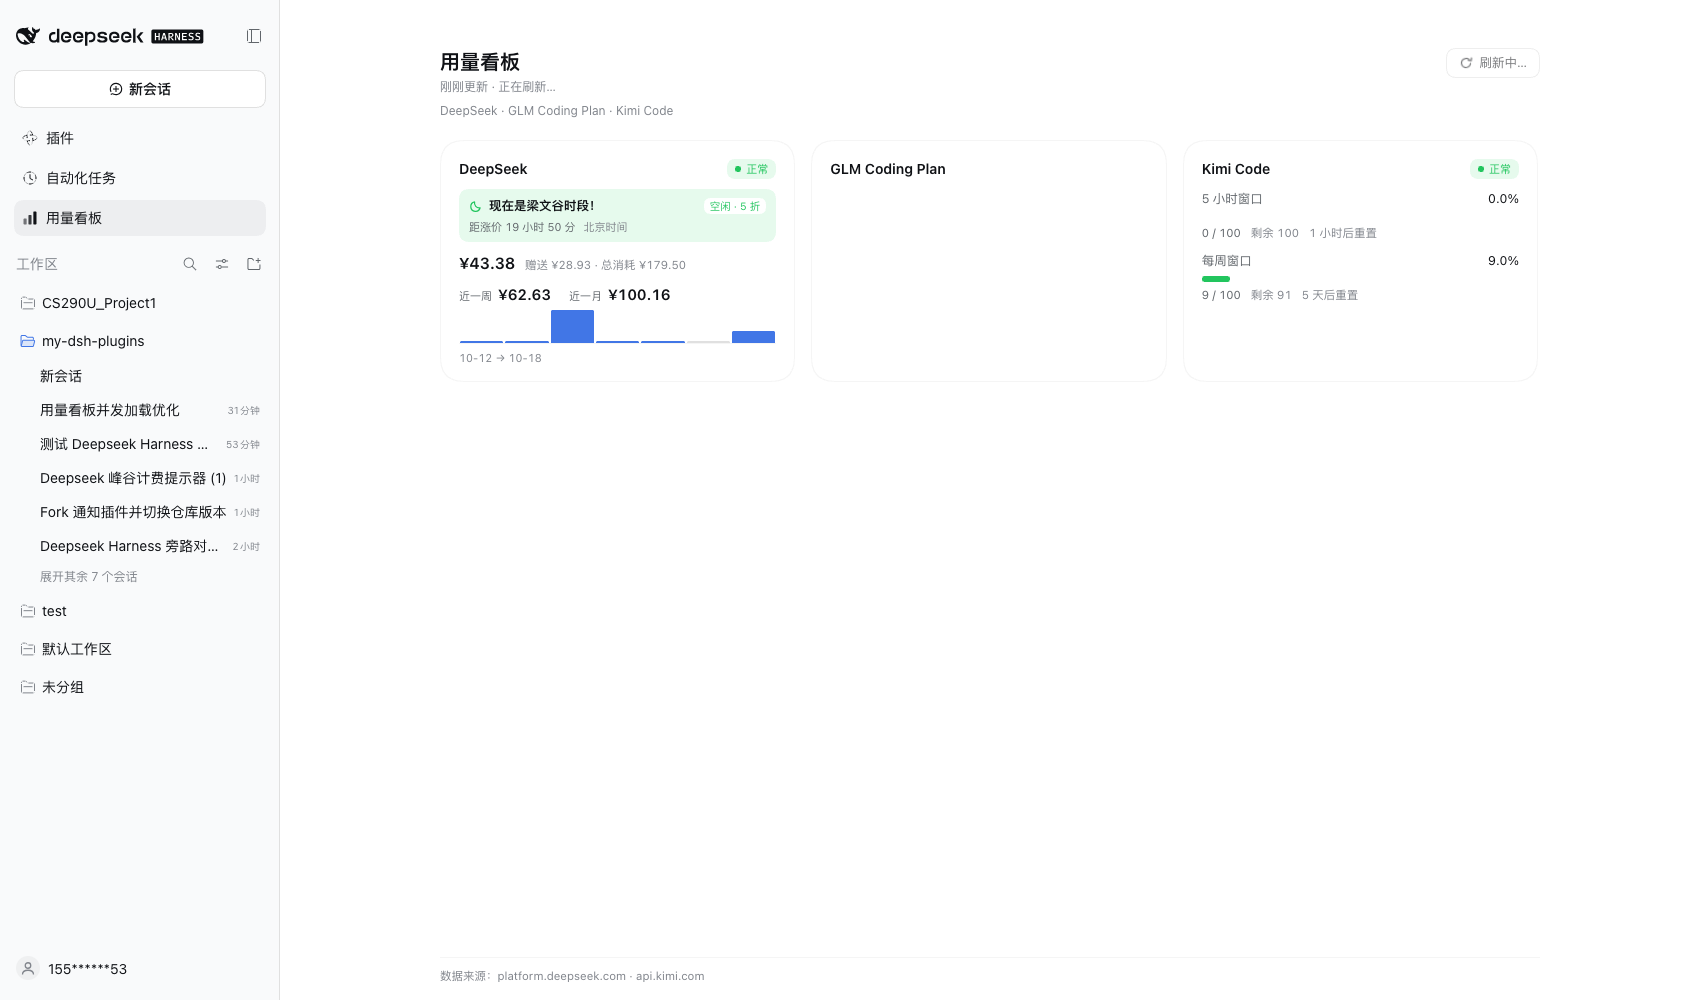 deepseek HARNESS
新会话
插件
自动化任务
用量看板
工作区
CS290U_Project1
my-dsh-plugins
新会话
用量看板并发加载优化 31分钟
测试 Deepseek Harness ... 53分钟
Deepseek 峰谷计费提示器 (1) 1小时
Fork 通知插件并切换仓库版本 1小时
Deepseek Harness 旁路对... 2小时
展开其余 7 个会话
test
默认工作区
未分组
155******53
用量看板
刷新中...
刚刚更新 · 正在刷新...
DeepSeek · GLM Coding Plan · Kimi Code
DeepSeek 正常
现在是梁文谷时段! 空闲 · 5 折
距涨价 19 小时 50 分 北京时间
¥43.38 赠送 ¥28.93 · 总消耗 ¥179.50
近一周 ¥62.63 近一月 ¥100.16
10-12 → 10-18
GLM Coding Plan
Kimi Code 正常
5 小时窗口 0.0%
0 / 100 剩余 100 1 小时后重置
每周窗口 9.0%
9 / 100 剩余 91 5 天后重置
数据来源: platform.deepseek.com · api.kimi.com